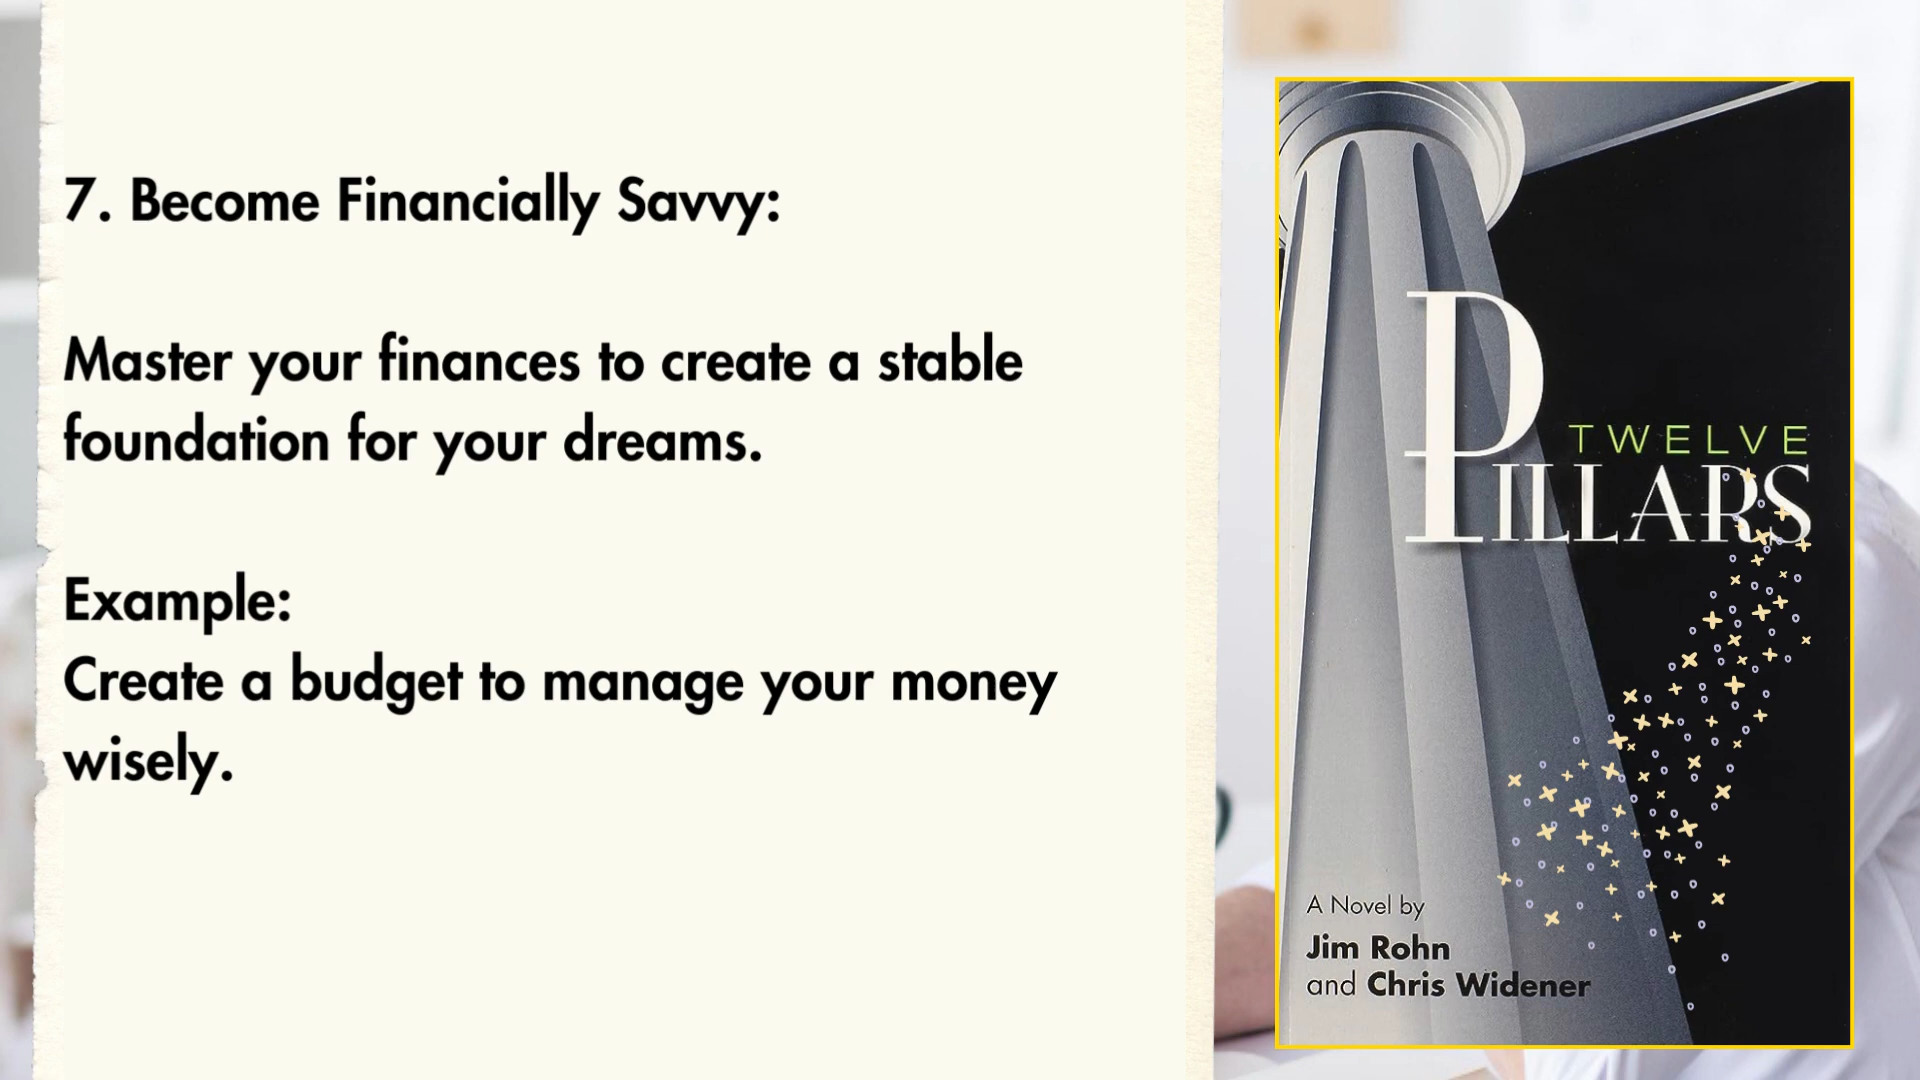 7. Become Financially Savvy:
Master your finances to create a stable
foundation for your dreams.
Example:
Create a budget to manage your money
wisely.
TWELVE
PILLARS
A Novel by
Jim Rohn
and Chris Widener